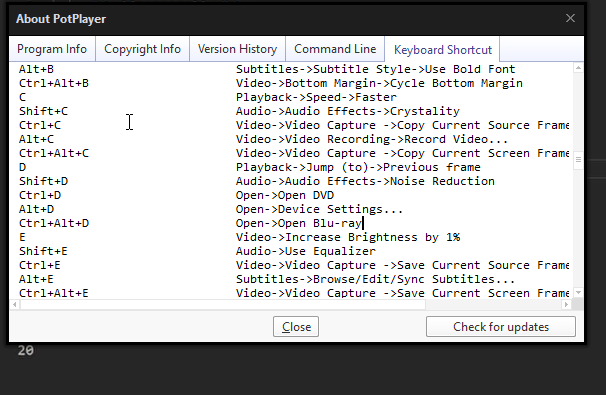 About PotPlayer
Program Info Copyright Info Version History Command Line Keyboard Shortcut
Alt+B Subtitles->Subtitle Style->Use Bold Font
Ctrl+Alt+B Video->Bottom Margin->Cycle Bottom Margin
C Playback->Speed->Faster
Shift+C Audio->Audio Effects->Crystality
Ctrl+C Video->Video Capture->Copy Current Source Frame
Alt+C Video->Video Recording->Record Video...
Ctrl+Alt+C Video->Video Capture->Copy Current Screen Frame
D Playback->Jump (to)->Previous frame
Shift+D Audio->Audio Effects->Noise Reduction
Ctrl+D Open->Open DVD
Alt+D Open->Device Settings...
Ctrl+Alt+D Open->Open Blu-ray
E Video->Increase Brightness by 1%
Shift+E Audio->Use Equalizer
Ctrl+E Video->Video Capture->Save Current Source Frame
Alt+E Subtitles->Browse/Edit/Sync Subtitles...
Ctrl+Alt+E Video->Video Capture->Save Current Screen Frame
Close Check for updates
20